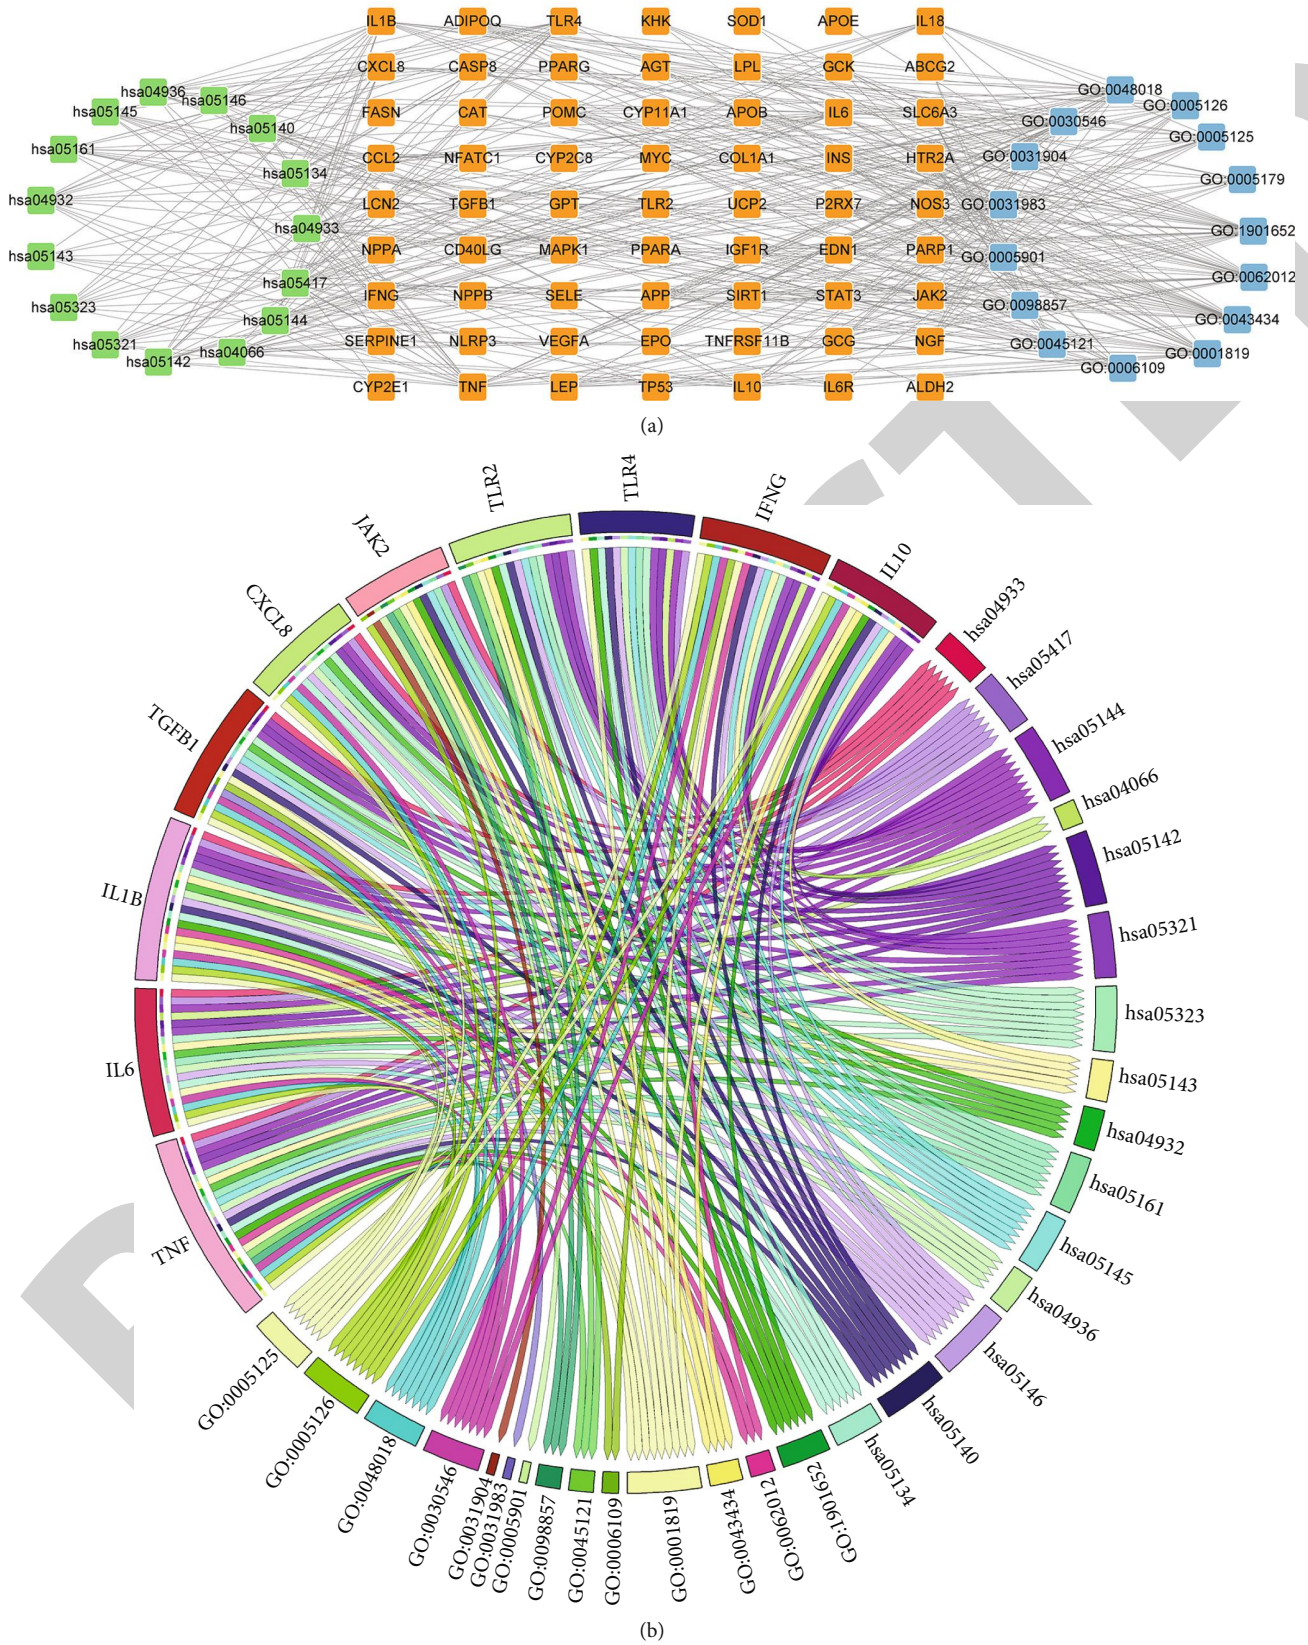 IL1B ADIPOQ TLR4 KHK SOD1 APOE IL18
CXCL8 CASP8 PPARG AGT LPL GCK ABCG2
FASN CAT POMC CYP11A1 APOB IL6 SLC6A3
CCL2 NFATC1 CYP2C8 MYC COL1A1 INS HTR2A
LCN2 TGFB1 GPT TLR2 UCP2 P2RX7 NOS3
NPPA CD40LG MAPK1 PPARA IGF1R EDN1 PARP1
IFNG NPPB SELE APP SIRT1 STAT3 JAK2
SERPINE1 NLRP3 VEGFA EPO TNFRSF11B GCG NGF
CYP2E1 TNF LEP TP53 IL10 IL6R ALDH2
hsa04936
hsa05146
hsa05145
hsa05140
hsa05161
hsa05134
hsa04932
hsa04933
hsa05143
hsa05417
hsa05323
hsa05144
hsa05321
hsa04066
hsa05142
GO:0048018
GO:0005126
GO:0030546
GO:0005125
GO:0031904
GO:0005179
GO:0031983
GO:1901652
GO:0005901
GO:0062012
GO:0098857
GO:0043434
GO:0045121
GO:0001819
GO:0006109
(a)
TNF
IL6
IL1B
TGFB1
CXCL8
JAK2
TLR2
TLR4
IFNG
IL10
hsa04933
hsa05417
hsa05144
hsa04066
hsa05142
hsa05321
hsa05323
hsa05143
hsa04932
hsa05161
hsa05145
hsa04936
hsa05146
hsa05140
hsa05134
GO:1901652
GO:0062012
GO:0043434
GO:0001819
GO:0006109
GO:0045121
GO:0098857
GO:0005901
GO:0031983
GO:0031904
GO:0030546
GO:0048018
GO:0005126
GO:0005125
(b)